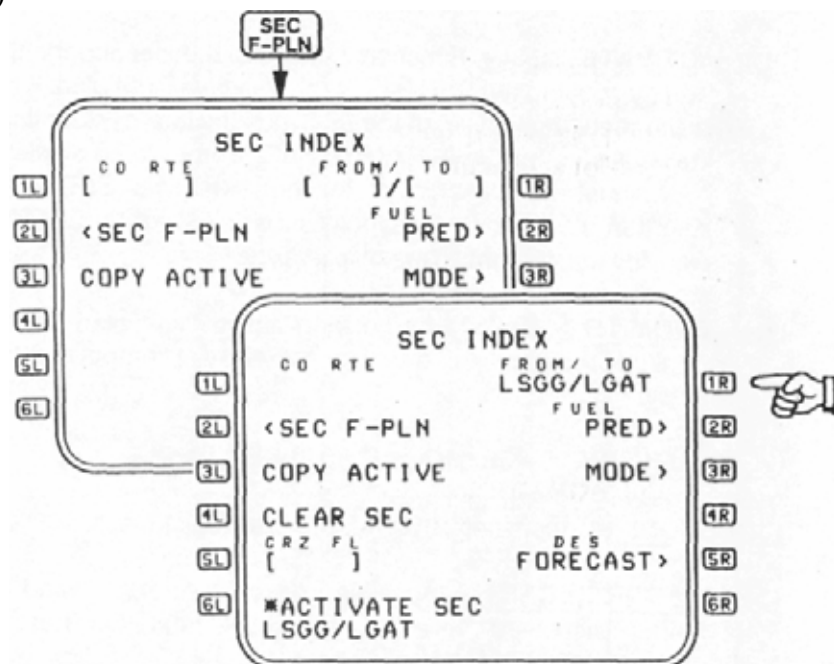 SEC
F-PLN
SEC INDEX
CO RTE FROM/ TO
1L [ ] [ ]/[ ] 1R
FUEL
2L <SEC F-PLN PRED> 2R
3L COPY ACTIVE MODE> 3R
4L
5L
6L
SEC INDEX
CO RTE FROM/ TO
1L LSGG/LGAT 1R
FUEL
2L <SEC F-PLN PRED> 2R
3L COPY ACTIVE MODE> 3R
4L CLEAR SEC 4R
CRZ FL DES
5L [ ] FORECAST> 5R
6L *ACTIVATE SEC 6R
LSGG/LGAT